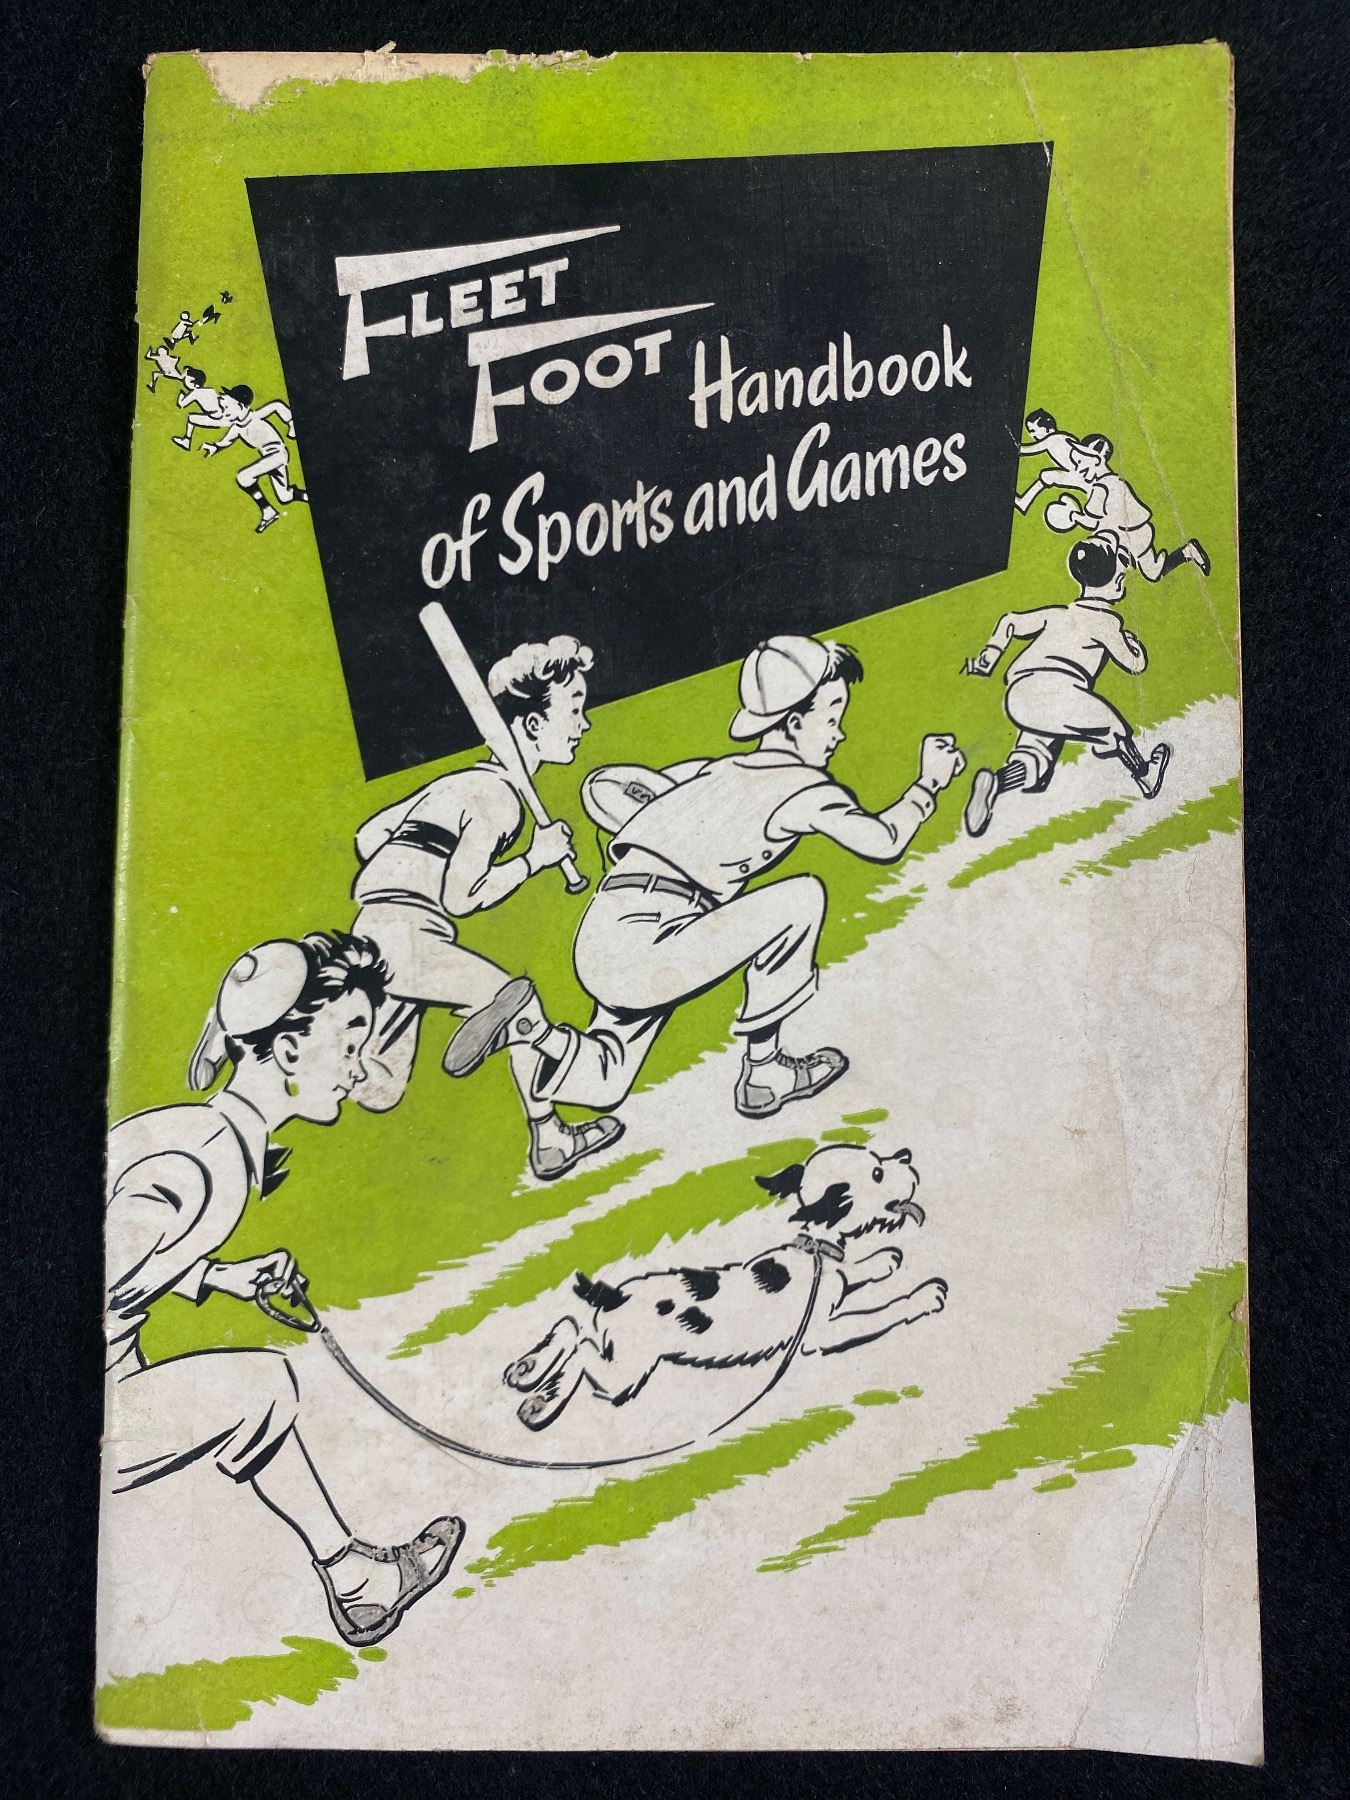 FLEET
FOOT Handbook
of Sports and Games